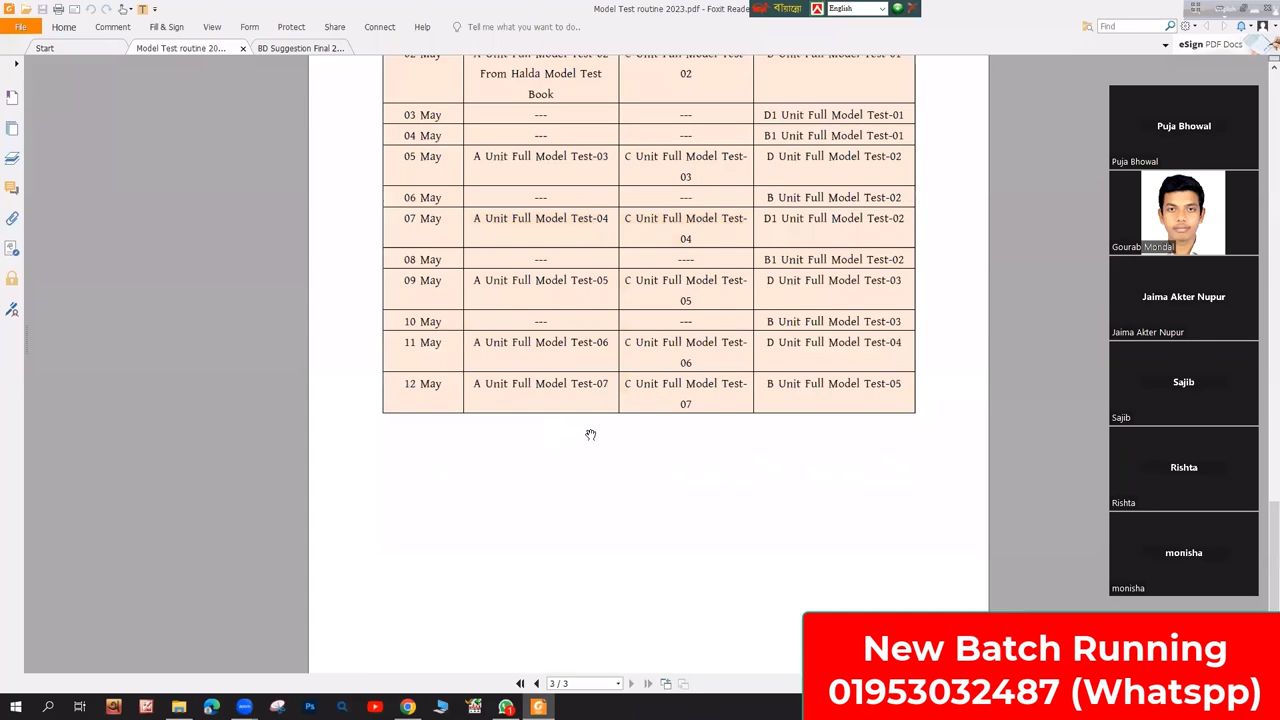 Model Test routine 2023.pdf - Foxit Reade
বায়ান্নো
English
File
Home
Comment
Fill & Sign
View
Form
Protect
Share
Connect
Help
Tell me what you want to do...
Find
Start
Model Test routine 20...
BD Suggestion Final 2...
eSign PDF Docs
02 May
From Halda Model Test
Book
02
03 May --- --- D1 Unit Full Model Test-01
04 May --- --- B1 Unit Full Model Test-01
05 May A Unit Full Model Test-03 C Unit Full Model Test- D Unit Full Model Test-02
03
06 May --- --- B Unit Full Model Test-02
07 May A Unit Full Model Test-04 C Unit Full Model Test- D1 Unit Full Model Test-02
04
08 May --- ---- B1 Unit Full Model Test-02
09 May A Unit Full Model Test-05 C Unit Full Model Test- D Unit Full Model Test-03
05
10 May --- --- B Unit Full Model Test-03
11 May A Unit Full Model Test-06 C Unit Full Model Test- D Unit Full Model Test-04
06
12 May A Unit Full Model Test-07 C Unit Full Model Test- B Unit Full Model Test-05
07
Puja Bhowal
Puja Bhowal
Gourab Mondal
Jaima Akter Nupur
Jaima Akter Nupur
Sajib
Sajib
Rishta
Rishta
monisha
monisha
3 / 3
New Batch Running
01953032487 (Whatspp)